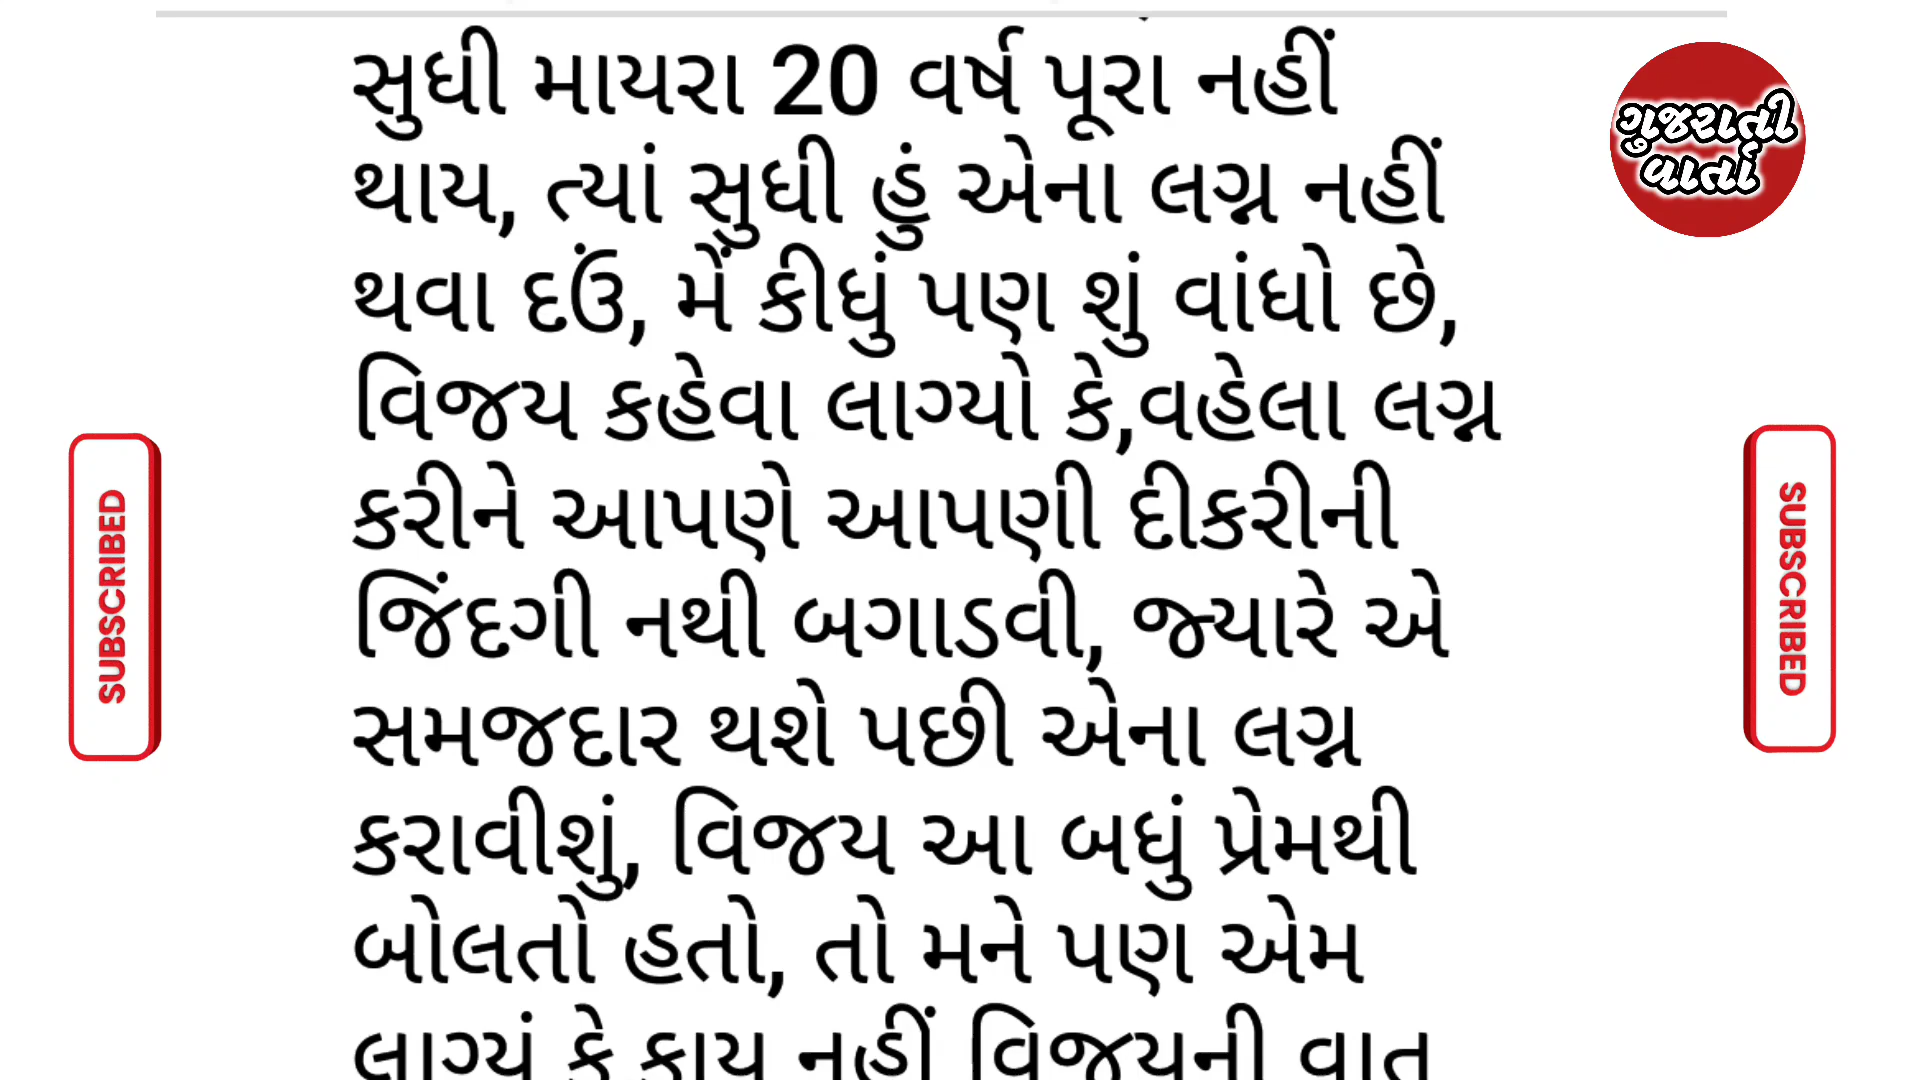 સુધી માયરા 20 વર્ષ પૂરા નહીં
થાય, ત્યાં સુધી હું એના લગ્ન નહીં
થવા દઉં, મેં કીધું પણ શું વાંધો છે,
વિજય કહેવા લાગ્યો કે,વહેલા લગ્ન
કરીને આપણે આપણી દીકરીની
જિંદગી નથી બગાડવી, જ્યારે એ
સમજદાર થશે પછી એના લગ્ન
કરાવીશું, વિજય આ બધું પ્રેમથી
બોલતો હતો, તો મને પણ એમ
લાગ્યું કે કાય નહીં વિજયની વાત
ગુજરાતી
વાર્તા
SUBSCRIBED
SUBSCRIBED